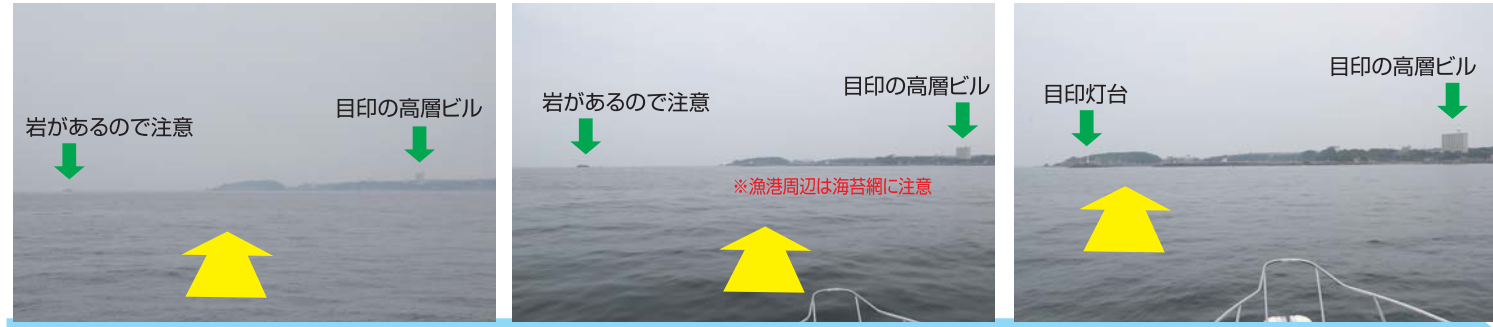 岩があるので注意
目印の高層ビル
岩があるので注意
目印の高層ビル
※漁港周辺は海苔網に注意
目印灯台
目印の高層ビル